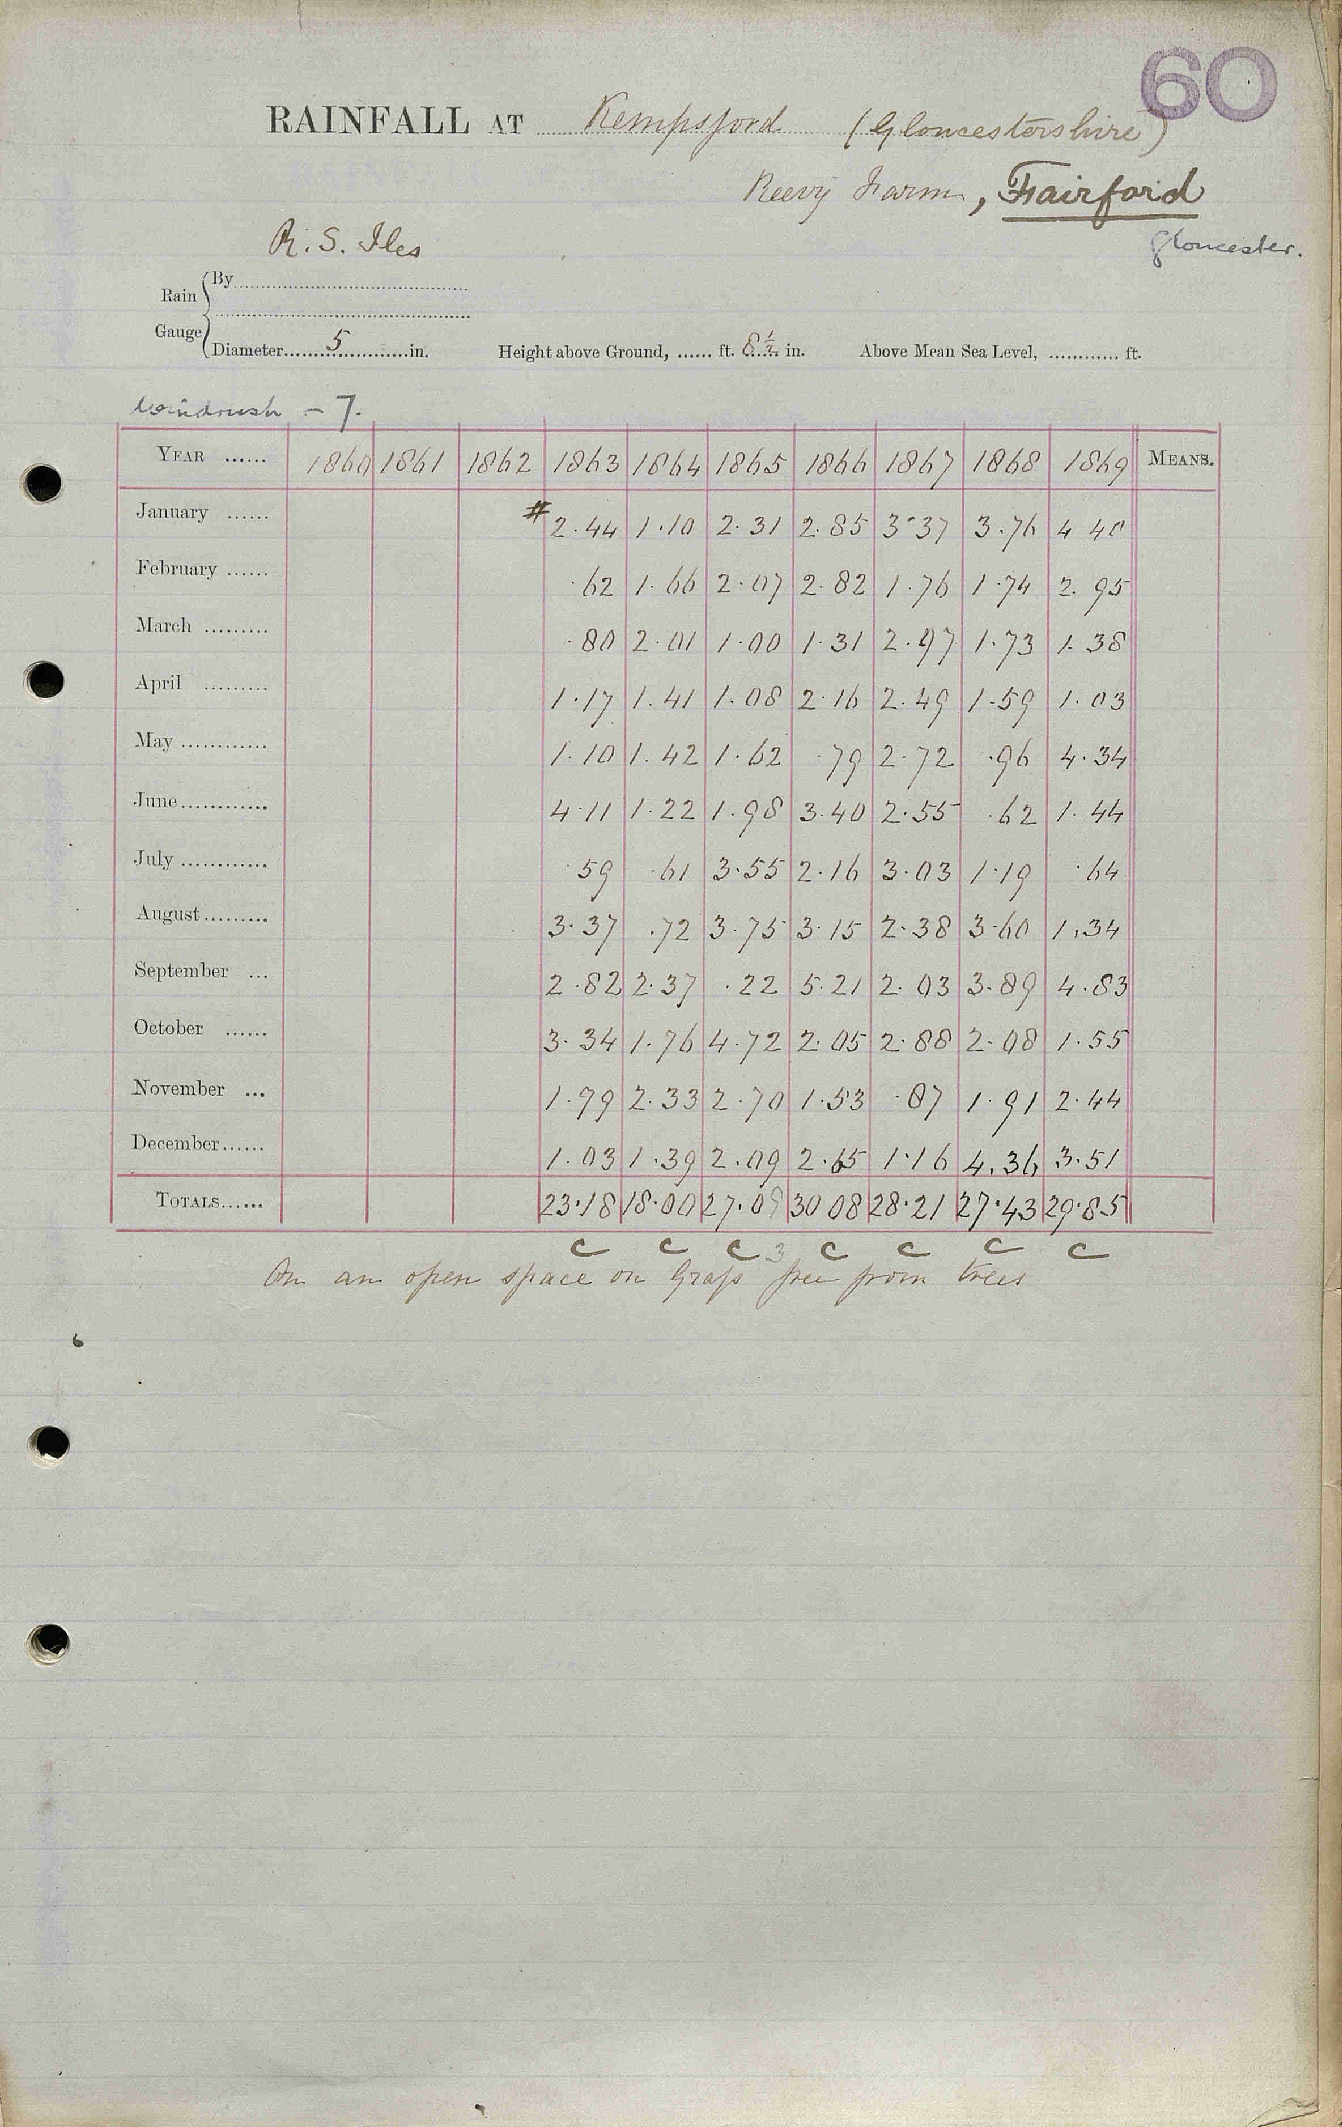 60
RAINFALL AT Kempsford (Gloucestershire)
Reevy Farm, Fairford
Gloucester.
R. S. Iles
Rain Gauge
By
Diameter 5 in. Height above Ground, ...... ft. 8 1/2 in. Above Mean Sea Level, ............ ft.
Windrush - 7.
YEAR ...... 1860 1861 1862 1863 1864 1865 1866 1867 1868 1869 MEANS.
January ...... # 2.44 1.10 2.31 2.85 3.37 3.76 4 40
February ...... .62 1.66 2.07 2.82 1.76 1.74 2.95
March ......... .80 2.01 1.00 1.31 2.97 1.73 1.38
April ......... 1.17 1.41 1.08 2.16 2.49 1.59 1.03
May ............ 1.10 1.42 1.62 .79 2.72 .96 4.34
June ............ 4.11 1.22 1.98 3.40 2.55 .62 1.44
July ............ .59 .61 3.55 2.16 3.03 1.19 .64
August ......... 3.37 .72 3.75 3.15 2.38 3.60 1.34
September ... 2.82 2.37 .22 5.21 2.03 3.89 4.83
October ...... 3.34 1.76 4.72 2.05 2.88 2.08 1.55
November ... 1.79 2.33 2.70 1.53 .87 1.91 2.44
December ...... 1.03 1.39 2.09 2.65 1.16 4.36 3.51
TOTALS ...... 23.18 18.00 27.09 30 08 28.21 27.43 29.85
C C C 3 C C C C
On an open space on Grass free from trees